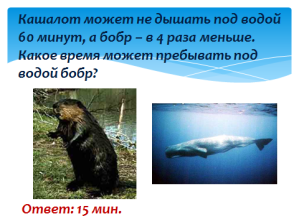 Кашалот может не дышать под водой
60 минут, а бобр – в 4 раза меньше.
Какое время может пребывать под
водой бобр?
Ответ: 15 мин.